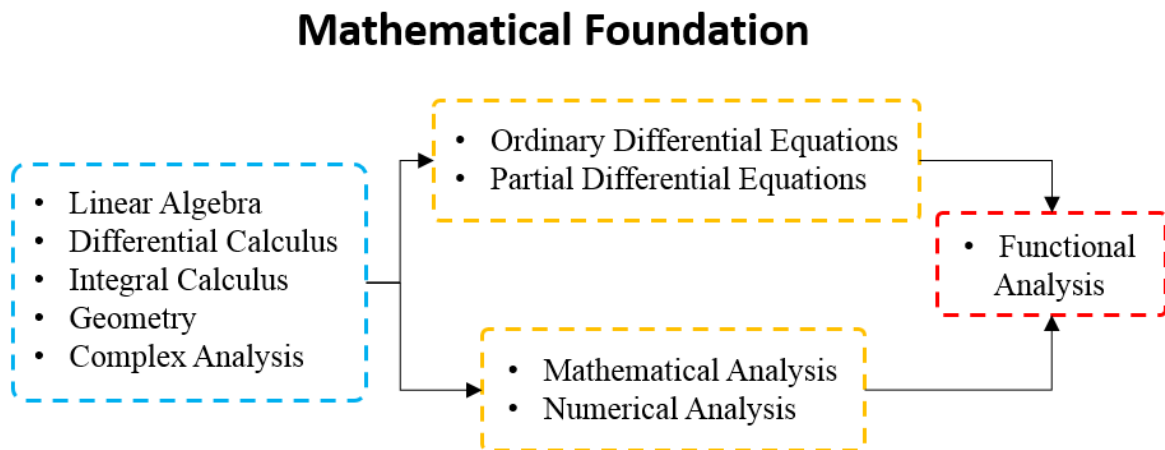 Mathematical Foundation
• Linear Algebra
• Differential Calculus
• Integral Calculus
• Geometry
• Complex Analysis
• Ordinary Differential Equations
• Partial Differential Equations
• Mathematical Analysis
• Numerical Analysis
• Functional
Analysis